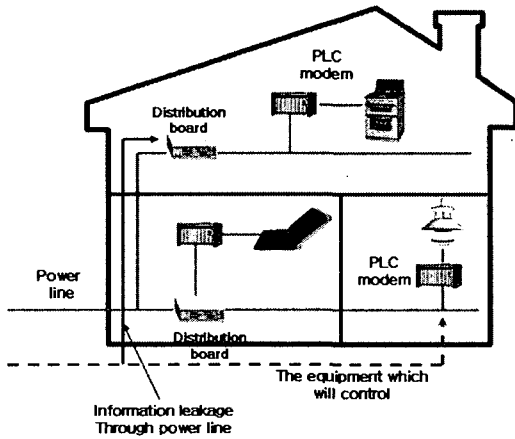 PLC
modem
Distribution
board
Power
line
PLC
modem
Distribution
board
The equipment which
will control
Information leakage
Through power line